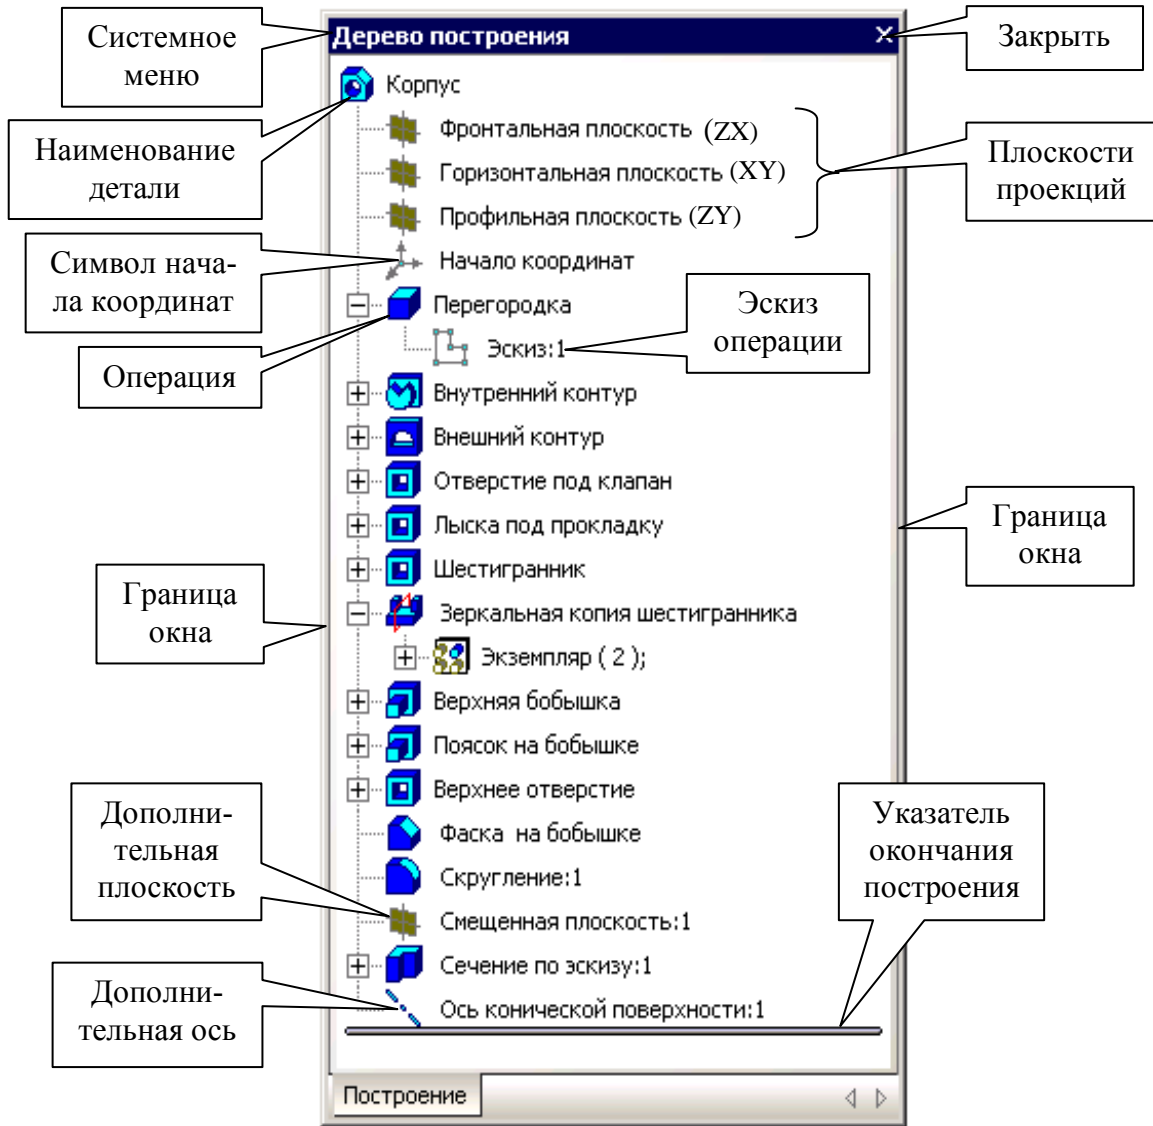 Системное
меню
Дерево построения
Закрыть
Корпус
Наименование
детали
Фронтальная плоскость (ZX)
Горизонтальная плоскость (XY)
Профильная плоскость (ZY)
Плоскости
проекций
Символ нача-
ла координат
Начало координат
Операция
Перегородка
Эскиз:1
Эскиз
операции
Внутренний контур
Внешний контур
Отверстие под клапан
Лыска под прокладку
Шестигранник
Граница
окна
Граница
окна
Зеркальная копия шестигранника
Экземпляр ( 2 );
Верхняя бобышка
Поясок на бобышке
Верхнее отверстие
Фаска на бобышке
Скругление:1
Дополни-
тельная
плоскость
Указатель
окончания
построения
Смещенная плоскость:1
Сечение по эскизу:1
Дополни-
тельная ось
Ось конической поверхности:1
Построение